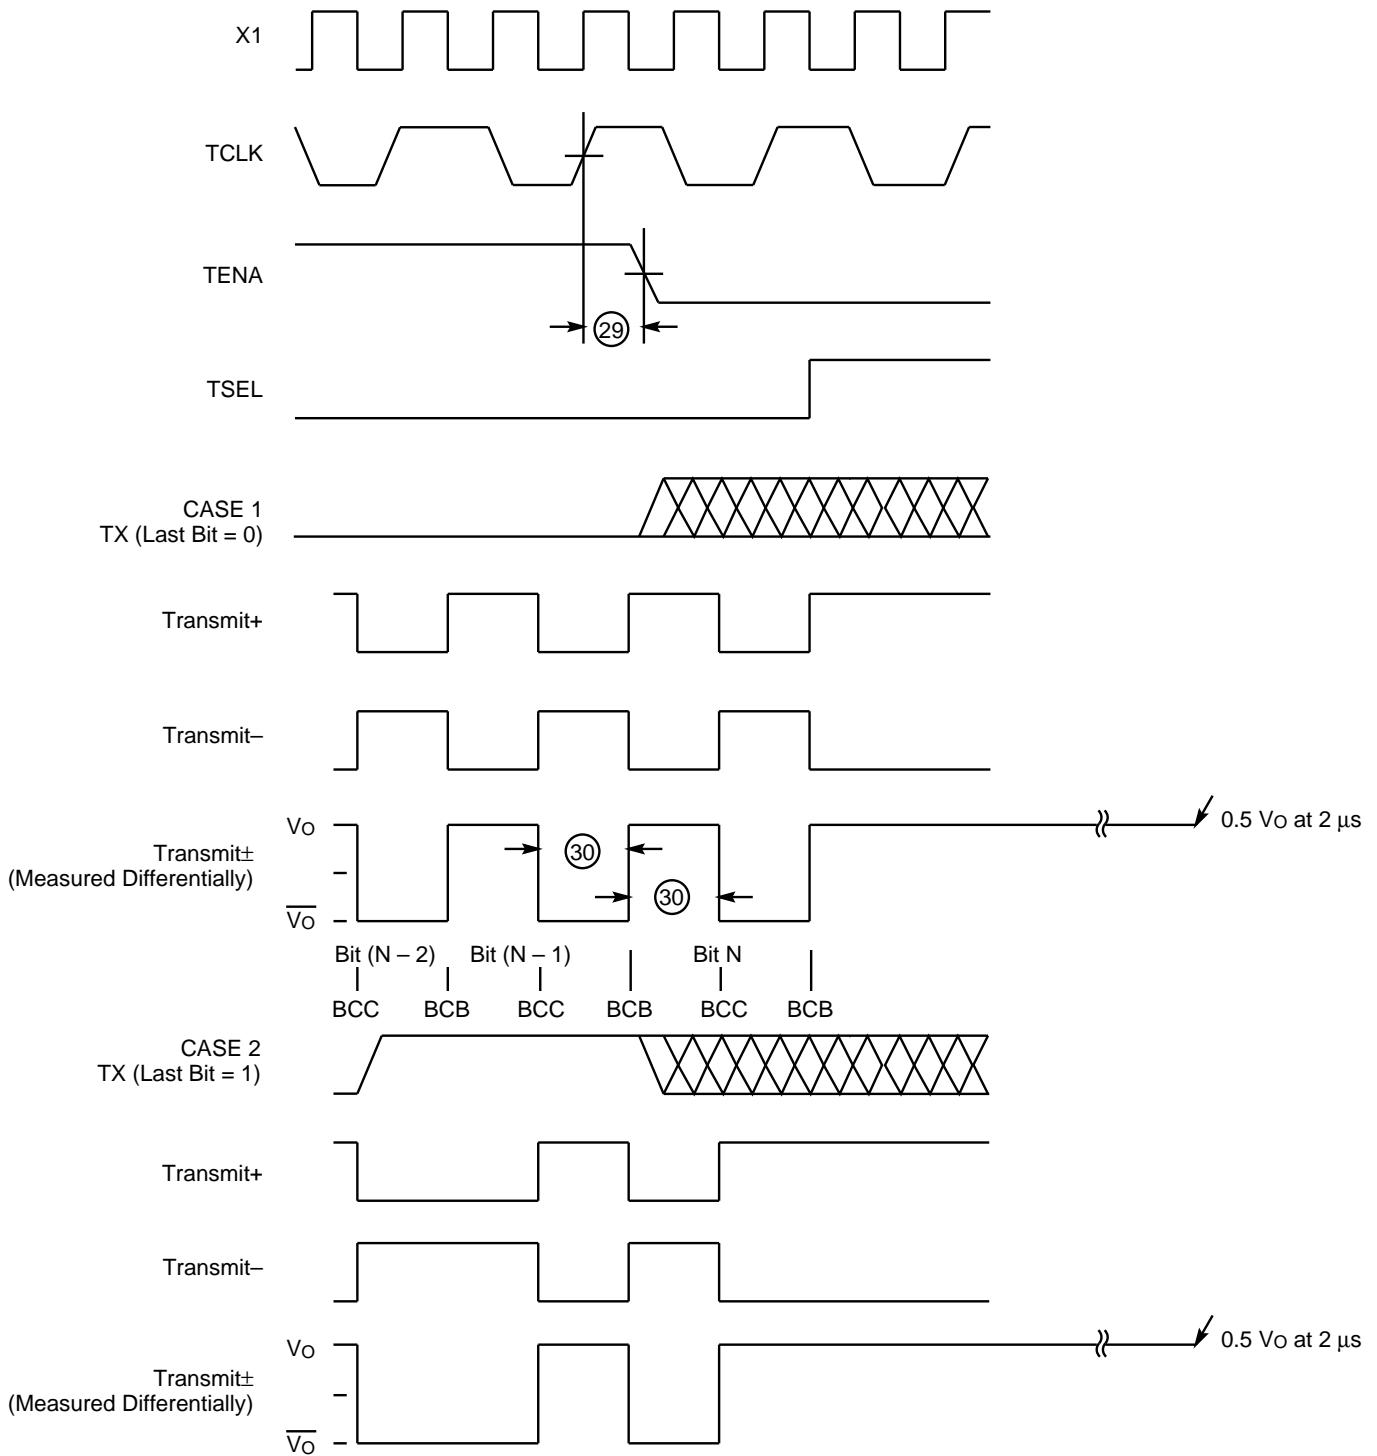 X1
TCLK
TENA
29
TSEL
CASE 1
TX (Last Bit = 0)
Transmit+
Transmit–
VO
0.5 VO at 2 μs
Transmit±
(Measured Differentially)
30
30
VO
Bit (N – 2) Bit (N – 1) Bit N
BCC BCB BCC BCB BCC BCB
CASE 2
TX (Last Bit = 1)
Transmit+
Transmit–
VO
0.5 VO at 2 μs
Transmit±
(Measured Differentially)
VO